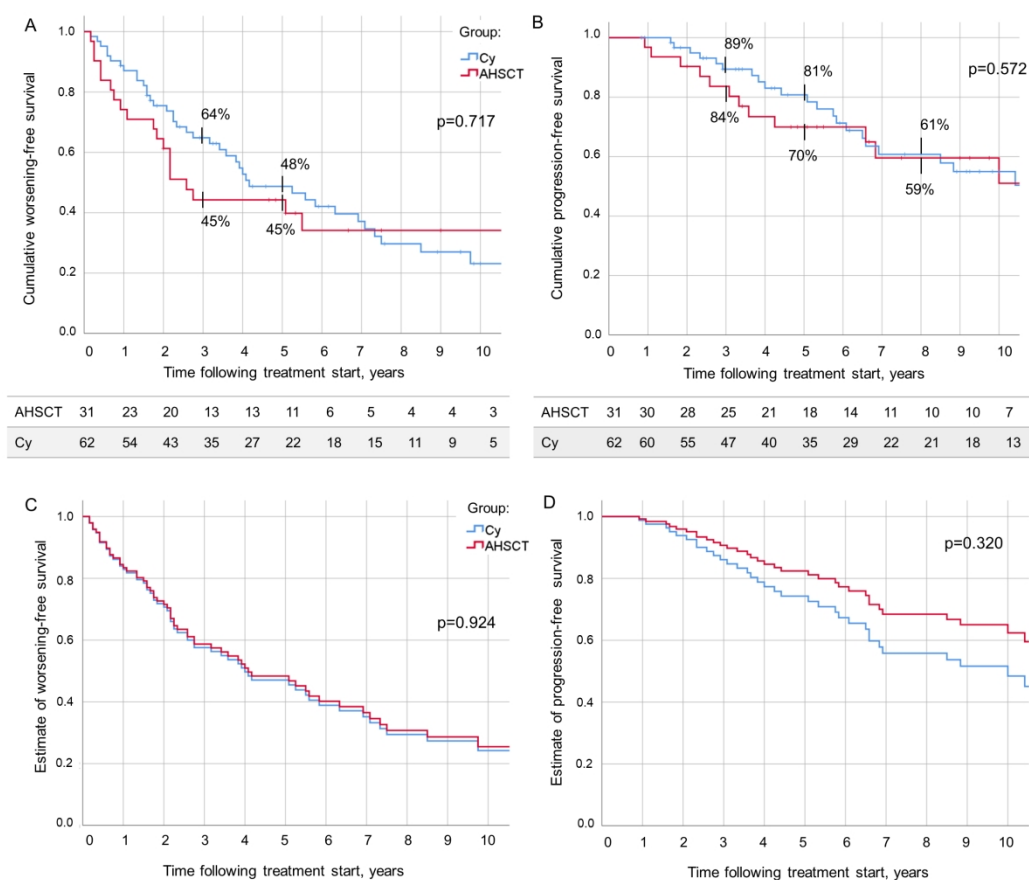 A
Group:
Cy
AHSCT
p=0.717
64%
48%
45%
45%
1.0
0.8
0.6
0.4
0.2
0.0
Cumulative worsening-free survival
0 1 2 3 4 5 6 7 8 9 10
Time following treatment start, years
AHSCT 31 23 20 13 13 11 6 5 4 4 3
Cy 62 54 43 35 27 22 18 15 11 9 5
B
p=0.572
89%
81%
61%
84%
70%
59%
1.0
0.8
0.6
0.4
0.2
0.0
Cumulative progression-free survival
0 1 2 3 4 5 6 7 8 9 10
Time following treatment start, years
AHSCT 31 30 28 25 21 18 14 11 10 10 7
Cy 62 60 55 47 40 35 29 22 21 18 13
C
Group:
Cy
AHSCT
p=0.924
1.0
0.8
0.6
0.4
0.2
0.0
Estimate of worsening-free survival
0 1 2 3 4 5 6 7 8 9 10
Time following treatment start, years
D
p=0.320
1.0
0.8
0.6
0.4
0.2
0.0
Estimate of progression-free survival
0 1 2 3 4 5 6 7 8 9 10
Time following treatment start, years